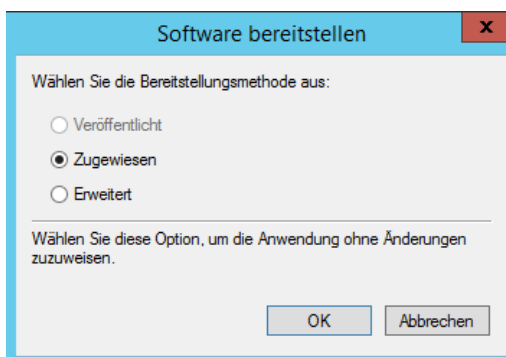 Software bereitstellen
x
Wählen Sie die Bereitstellungsmethode aus:
Veröffentlicht
Zugewiesen
Erweitert
Wählen Sie diese Option, um die Anwendung ohne Änderungen
zuzuweisen.
OK
Abbrechen